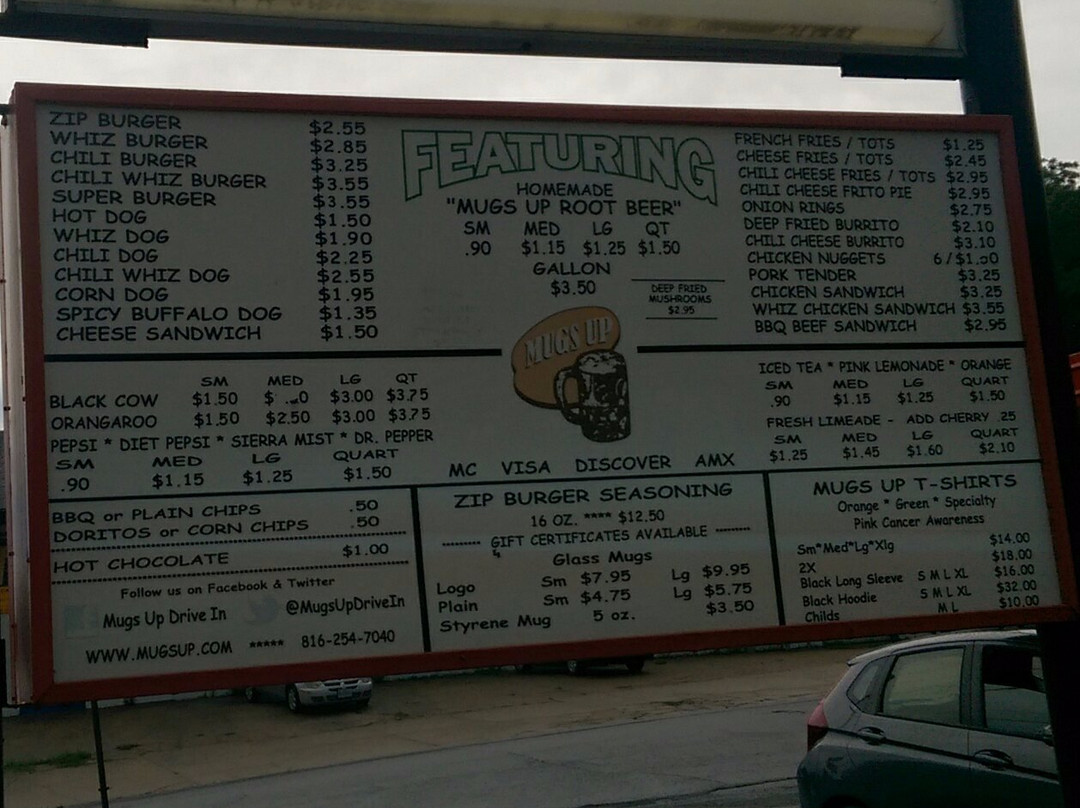 ZIP BURGER $2.55
WHIZ BURGER $2.85
CHILI BURGER $3.25
CHILI WHIZ BURGER $3.55
SUPER BURGER $3.55
HOT DOG $1.50
WHIZ DOG $1.90
CHILI DOG $2.25
CHILI WHIZ DOG $2.55
CORN DOG $1.95
SPICY BUFFALO DOG $1.35
CHEESE SANDWICH $1.50
FEATURING
HOMEMADE
"MUGS UP ROOT BEER"
SM MED LG QT
.90 $1.15 $1.25 $1.50
GALLON
$3.50
DEEP FRIED
MUSHROOMS
$2.95
MUGS UP
FRENCH FRIES / TOTS $1.25
CHEESE FRIES / TOTS $2.45
CHILI CHEESE FRIES / TOTS $2.95
CHILI CHEESE FRITO PIE $2.95
ONION RINGS $2.75
DEEP FRIED BURRITO $2.10
CHILI CHEESE BURRITO $3.10
CHICKEN NUGGETS 6/
PORK TENDER $3.25
CHICKEN SANDWICH $3.25
WHIZ CHICKEN SANDWICH $3.55
BBQ BEEF SANDWICH $2.95
SM MED LG QT
BLACK COW $1.50 $3.00 $3.75
ORANGAROO $1.50 $2.50 $3.00 $3.75
PEPSI * DIET PEPSI * SIERRA MIST * DR. PEPPER
SM MED LG QUART
.90 $1.15 $1.25 $1.50
MC VISA DISCOVER AMX
ICED TEA * PINK LEMONADE * ORANGE
SM MED LG QUART
.90 $1.15 $1.25 $1.50
FRESH LIMEADE - ADD CHERRY .25
SM MED LG QUART
$1.25 $1.45 $1.60 $2.10
BBQ or PLAIN CHIPS .50
DORITOS or CORN CHIPS .50
HOT CHOCOLATE $1.00
Follow us on Facebook & Twitter
Mugs Up Drive In @MugsUpDriveIn
WWW.MUGSUP.COM ***** 816-254-7040
ZIP BURGER SEASONING
16 OZ. **** $12.50
GIFT CERTIFICATES AVAILABLE
Glass Mugs
Logo Sm $7.95 Lg $9.95
Plain Sm $4.75 Lg $5.75
Styrene Mug 5 oz. $3.50
MUGS UP T-SHIRTS
Orange * Green * Specialty
Pink Cancer Awareness
Sm*Med*Lg*Xlg $14.00
2X $18.00
Black Long Sleeve S M L XL $16.00
Black Hoodie S M L XL $32.00
Childs M L $10.00